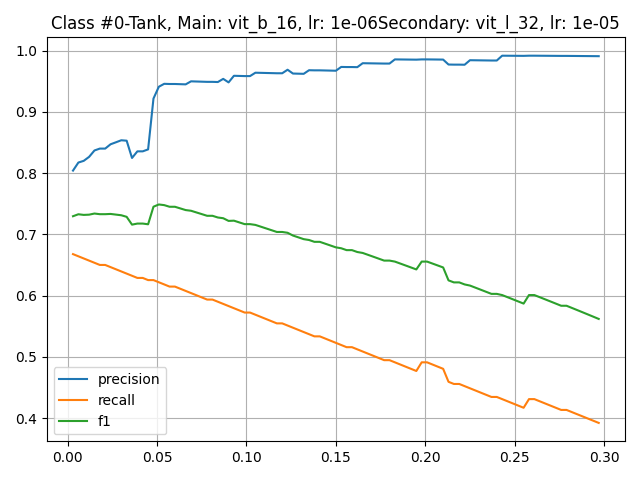 Class #0-Tank, Main: vit_b_16, lr: 1e-06Secondary: vit_l_32, lr: 1e-05
1.0
0.9
0.8
0.7
0.6
0.5
0.4
precision
recall
f1
0.00 0.05 0.10 0.15 0.20 0.25 0.30